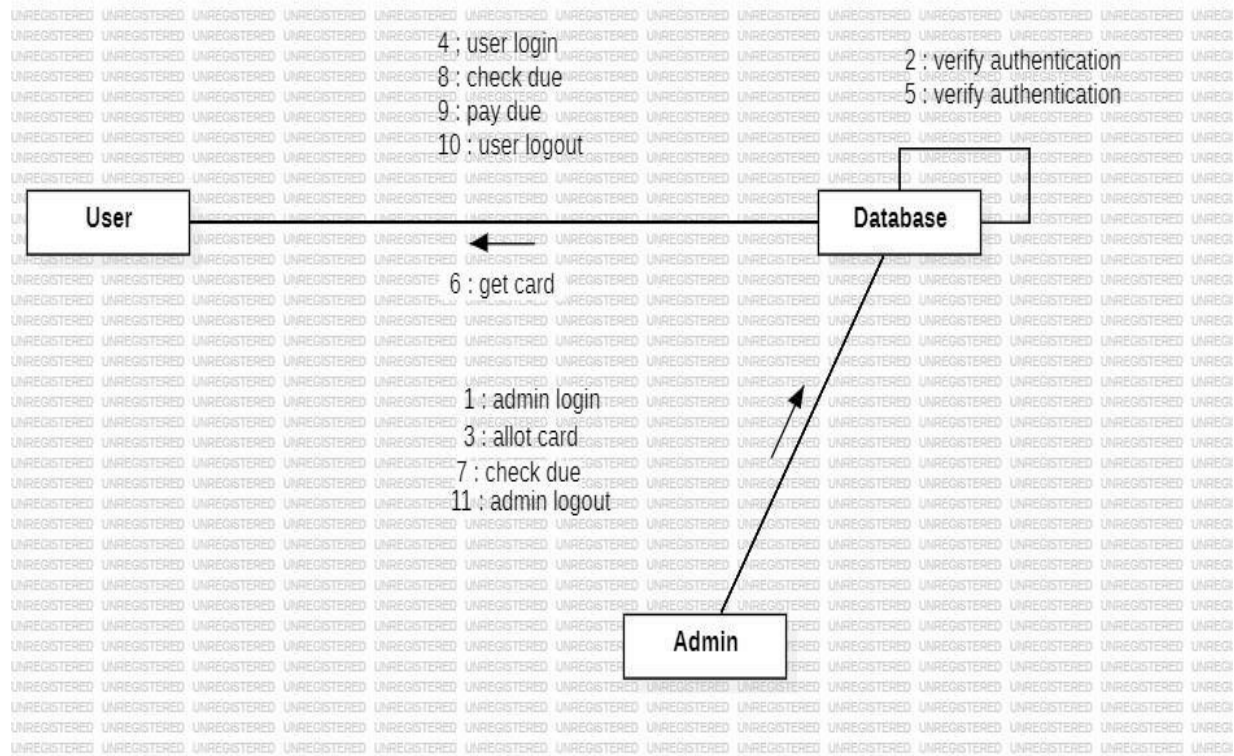 4 ; user login
8 : check due
9 : pay due
10 : user logout
2 : verify authentication
5 : verify authentication
User
Database
6 : get card
1 : admin login
3 : allot card
7 : check due
11 : admin logout
Admin
UNREGISTERED